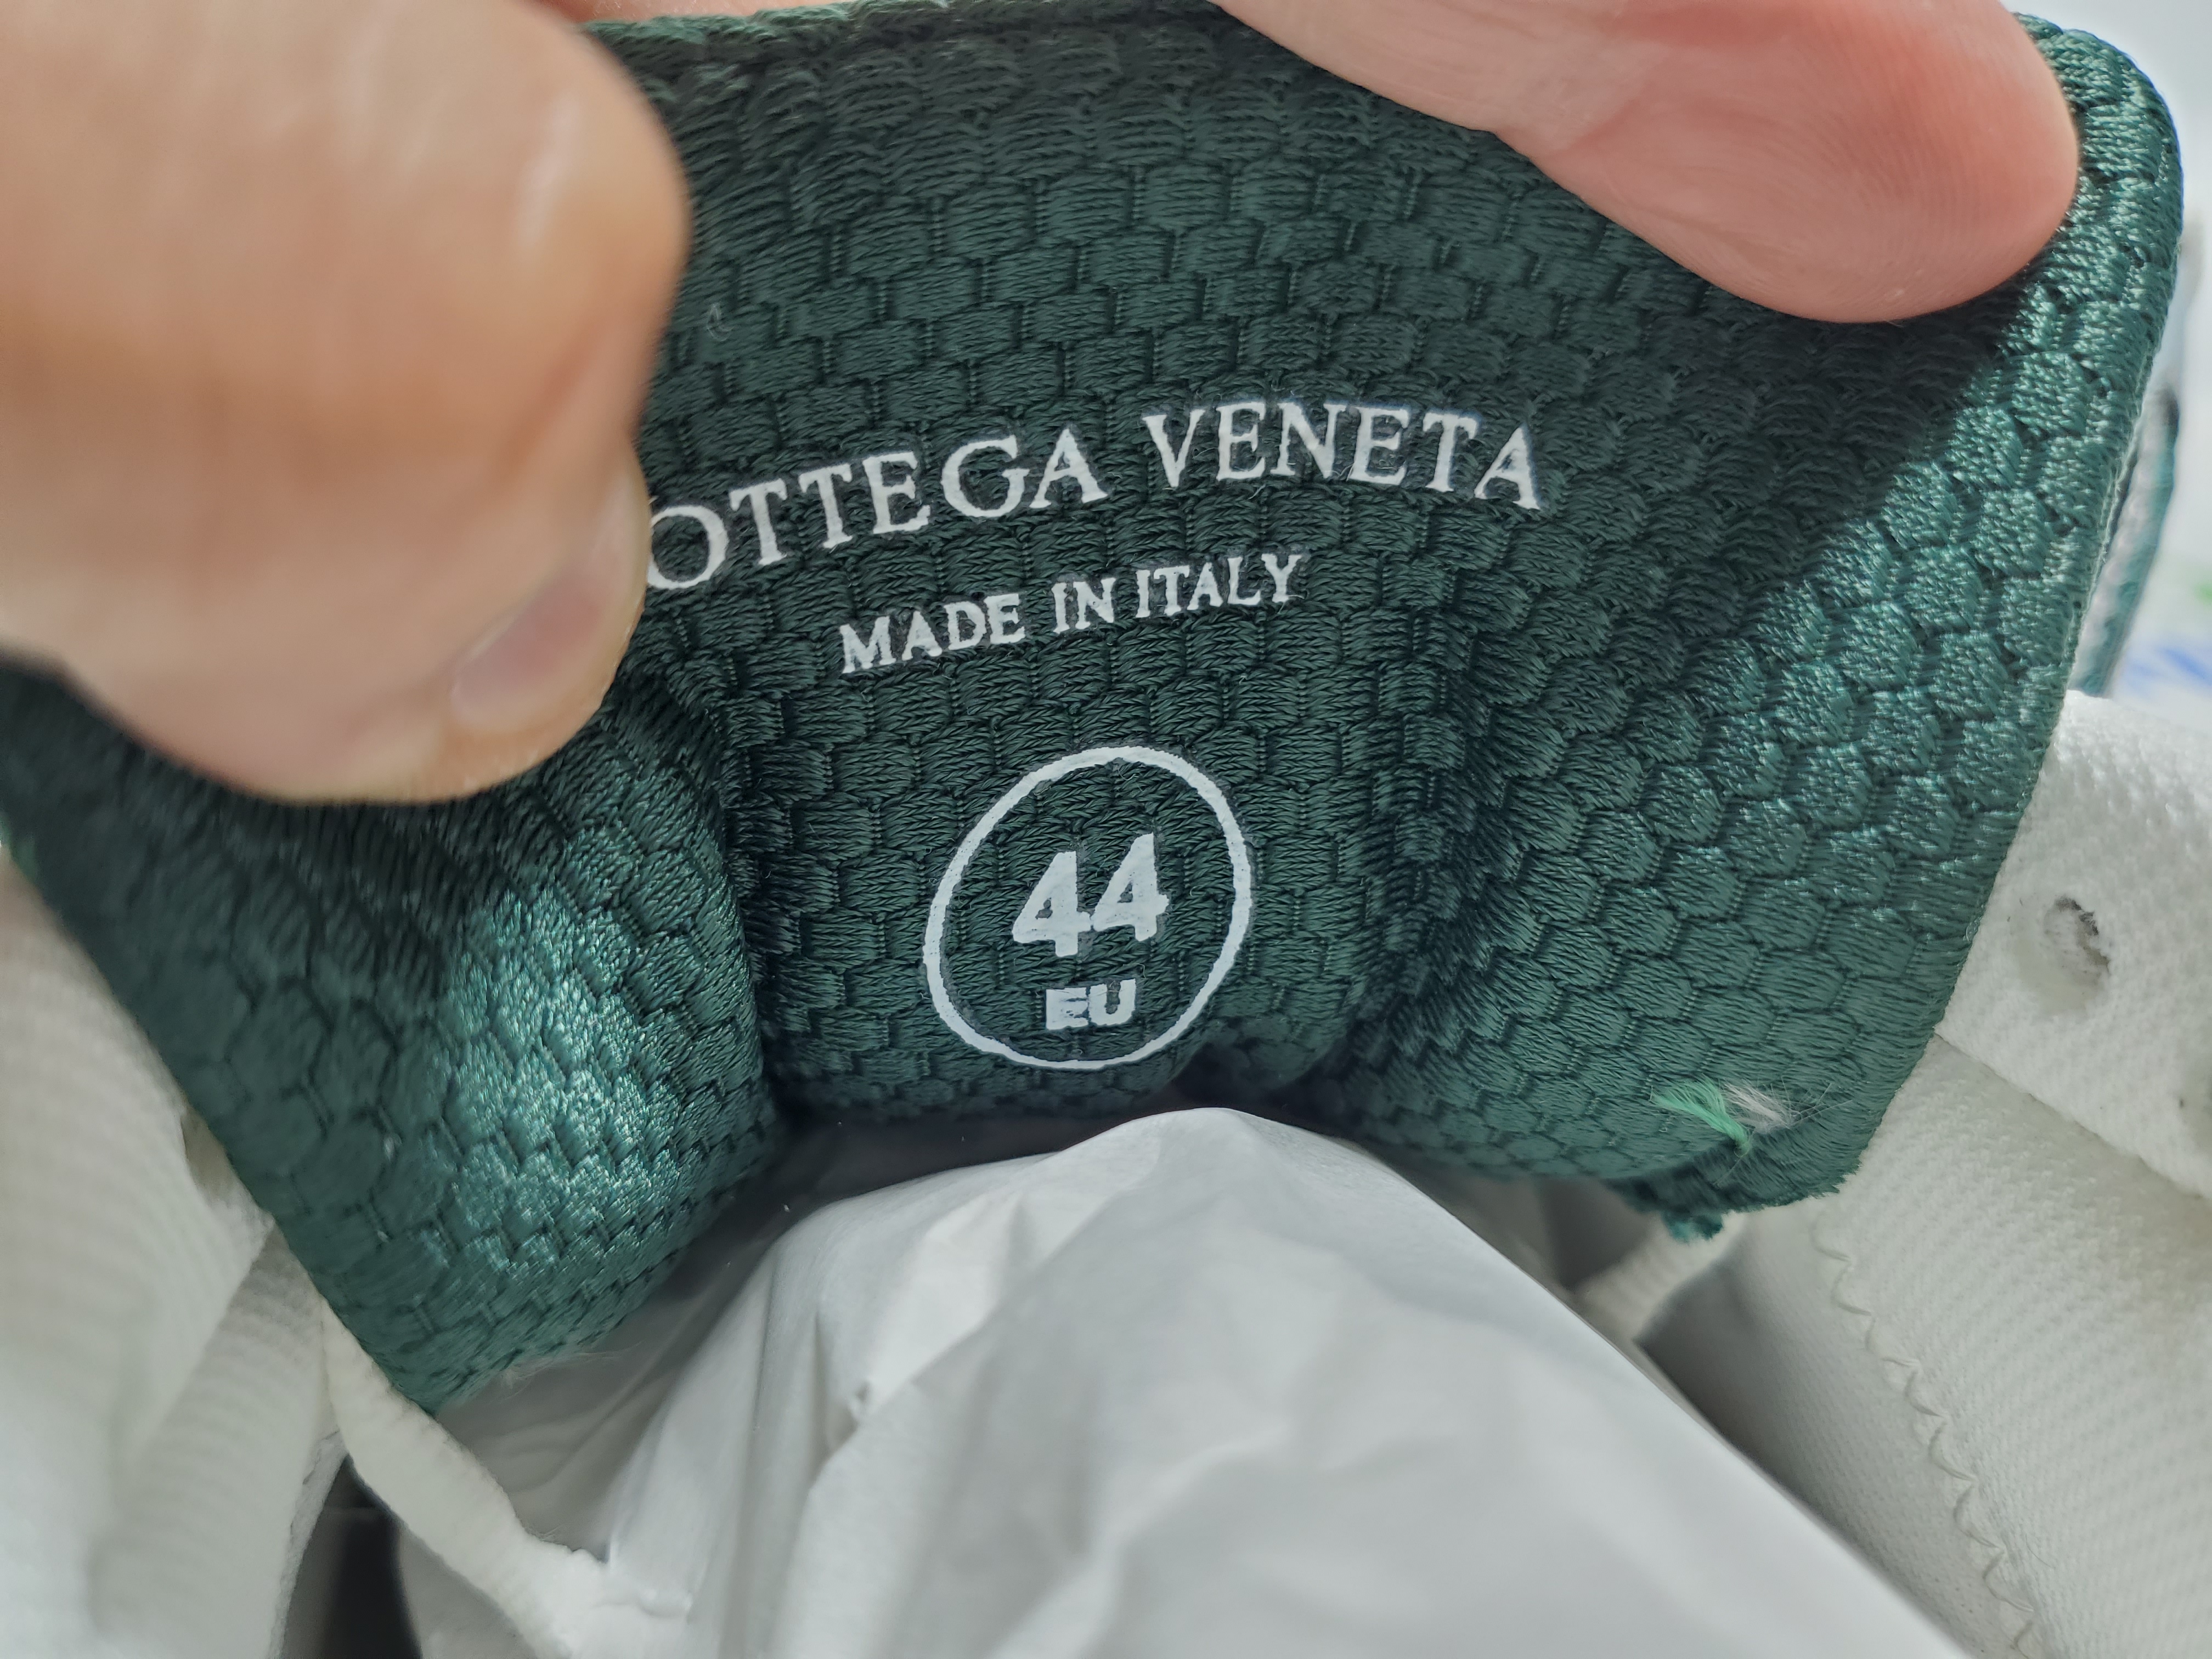 OTTEGA VENETA
MADE IN ITALY
44
EU